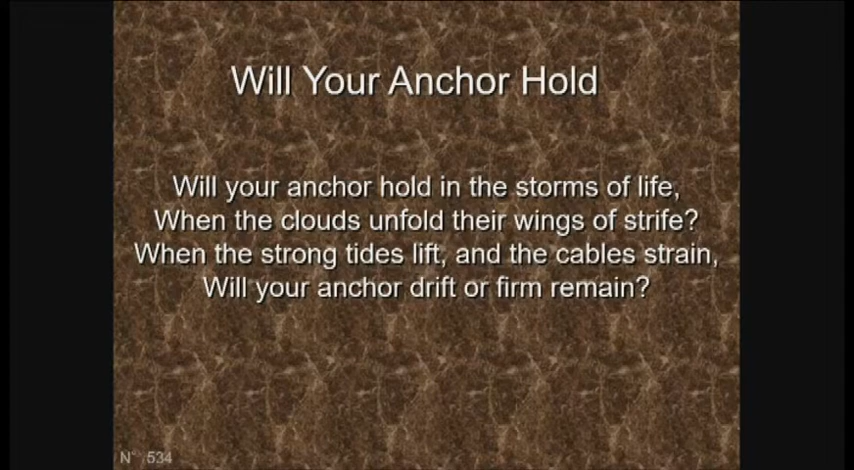 Will Your Anchor Hold
Will your anchor hold in the storms of life,
When the clouds unfold their wings of strife?
When the strong tides lift, and the cables strain,
Will your anchor drift or firm remain?
N° 534